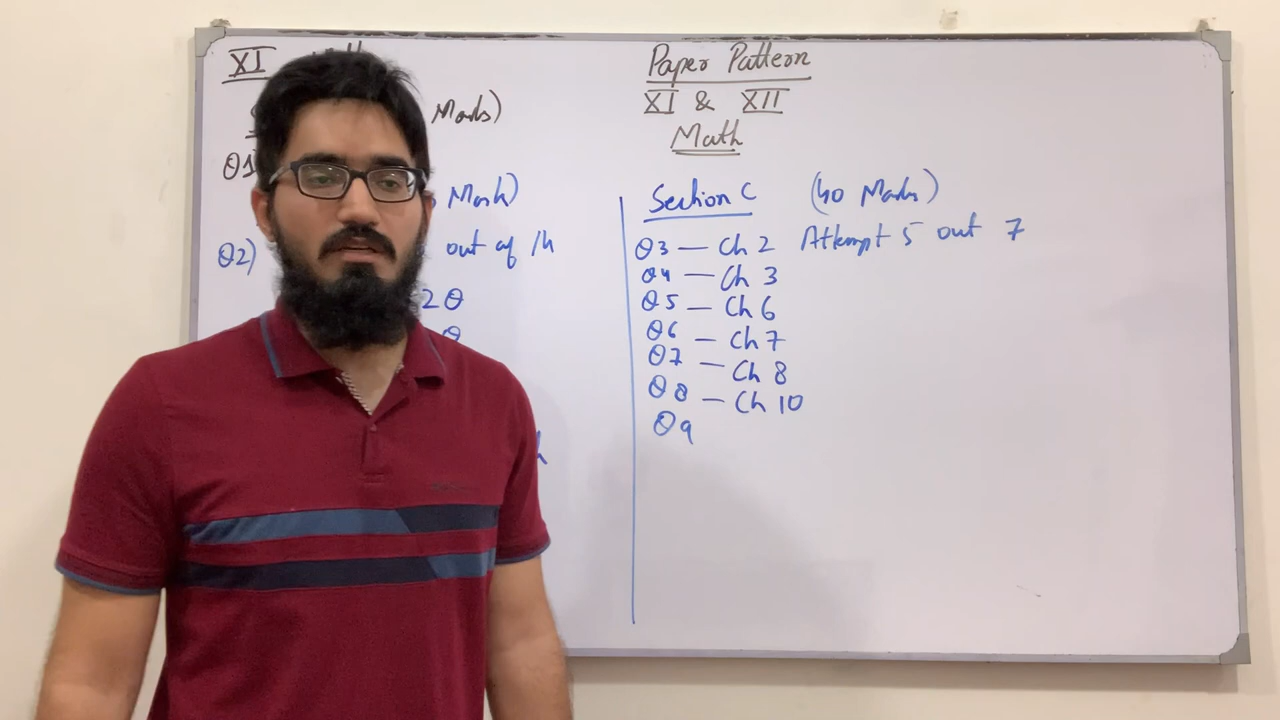 XI
Marks)
Q1
Mark)
Q2) out of 14
2 Q
Q
Paper Pattern
XI & XII
Math
Section C (40 Marks)
Q3 — Ch 2 Attempt 5 out 7
Q4 — Ch 3
Q5 — Ch 6
Q6 — Ch 7
Q7 — Ch 8
Q8 — Ch 10
Q9